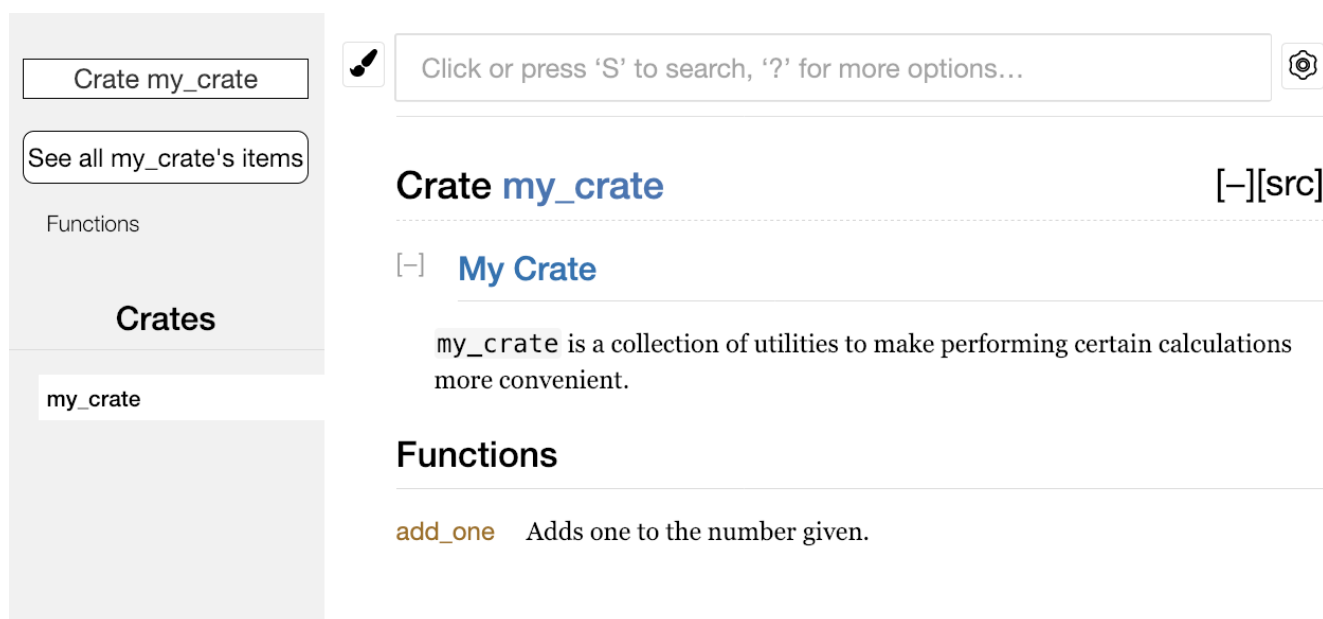 Crate my_crate
See all my_crate's items
Functions
Crates
my_crate
Click or press ‘S’ to search, ‘?’ for more options…
Crate my_crate [−][src]
[−] My Crate
my_crate is a collection of utilities to make performing certain calculations
more convenient.
Functions
add_one Adds one to the number given.